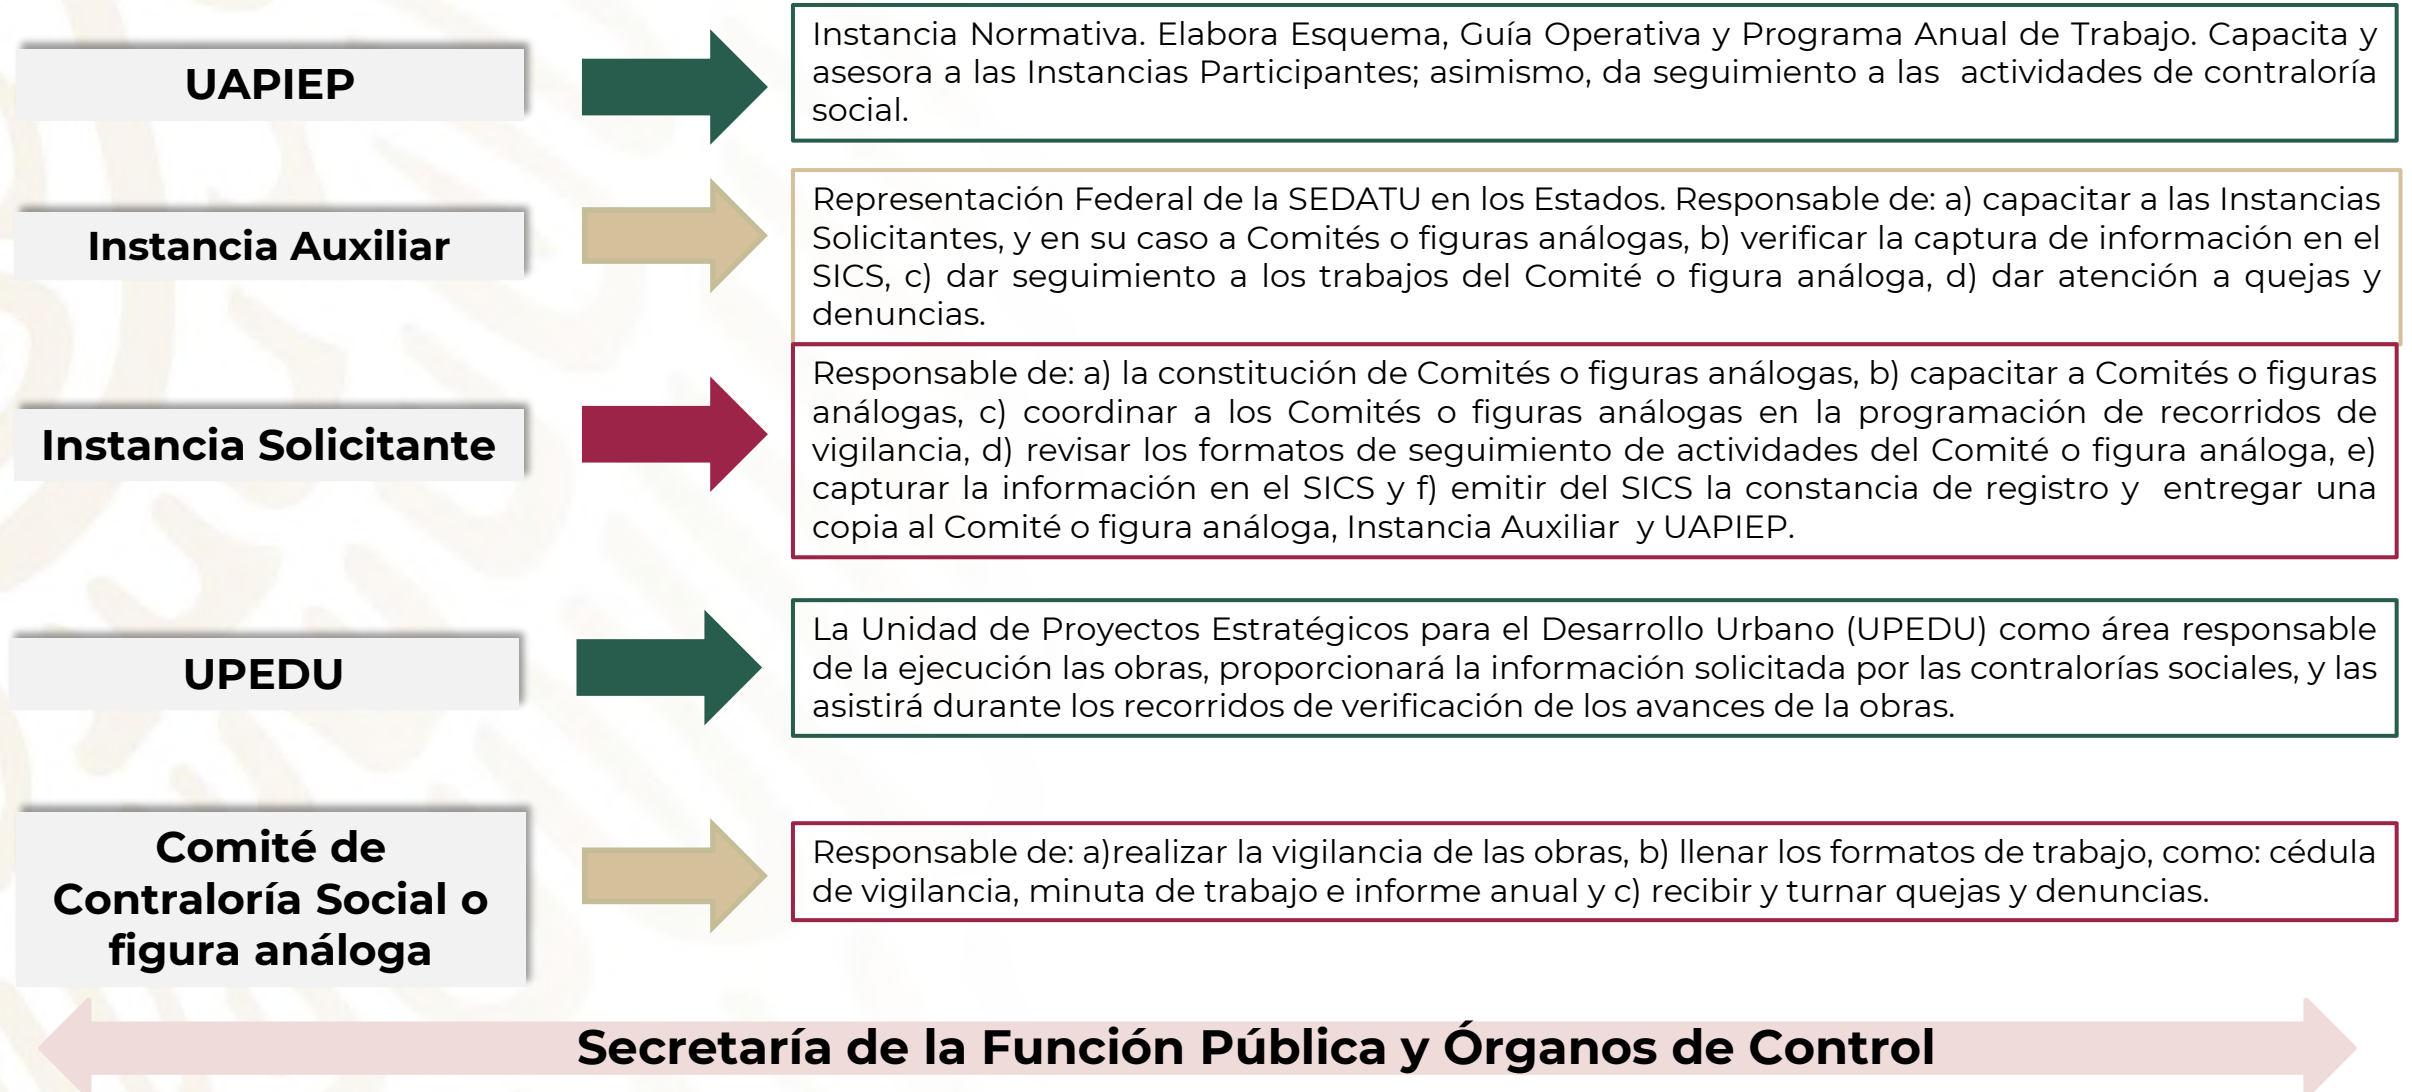 UAPIEP
Instancia Normativa. Elabora Esquema, Guía Operativa y Programa Anual de Trabajo. Capacita y
asesora a las Instancias Participantes; asimismo, da seguimiento a las actividades de contraloría
social.
Instancia Auxiliar
Representación Federal de la SEDATU en los Estados. Responsable de: a) capacitar a las Instancias
Solicitantes, y en su caso a Comités o figuras análogas, b) verificar la captura de información en el
SICS, c) dar seguimiento a los trabajos del Comité o figura análoga, d) dar atención a quejas y
denuncias.
Instancia Solicitante
Responsable de: a) la constitución de Comités o figuras análogas, b) capacitar a Comités o figuras
análogas, c) coordinar a los Comités o figuras análogas en la programación de recorridos de
vigilancia, d) revisar los formatos de seguimiento de actividades del Comité o figura análoga, e)
capturar la información en el SICS y f) emitir del SICS la constancia de registro y entregar una
copia al Comité o figura análoga, Instancia Auxiliar y UAPIEP.
UPEDU
La Unidad de Proyectos Estratégicos para el Desarrollo Urbano (UPEDU) como área responsable
de la ejecución las obras, proporcionará la información solicitada por las contralorías sociales, y las
asistirá durante los recorridos de verificación de los avances de la obras.
Comité de
Contraloría Social o
figura análoga
Responsable de: a)realizar la vigilancia de las obras, b) llenar los formatos de trabajo, como: cédula
de vigilancia, minuta de trabajo e informe anual y c) recibir y turnar quejas y denuncias.
Secretaría de la Función Pública y Órganos de Control